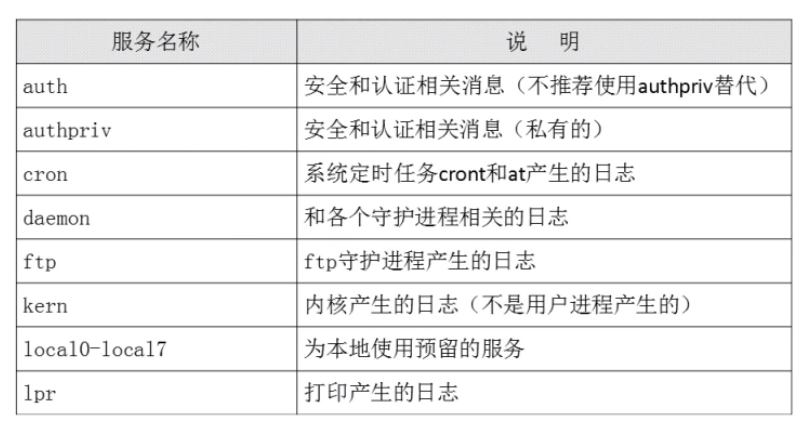 服务名称 说 明
auth 安全和认证相关消息（不推荐使用authpriv替代）
authpriv 安全和认证相关消息（私有的）
cron 系统定时任务cront和at产生的日志
daemon 和各个守护进程相关的日志
ftp ftp守护进程产生的日志
kern 内核产生的日志（不是用户进程产生的）
local0-local7 为本地使用预留的服务
lpr 打印产生的日志